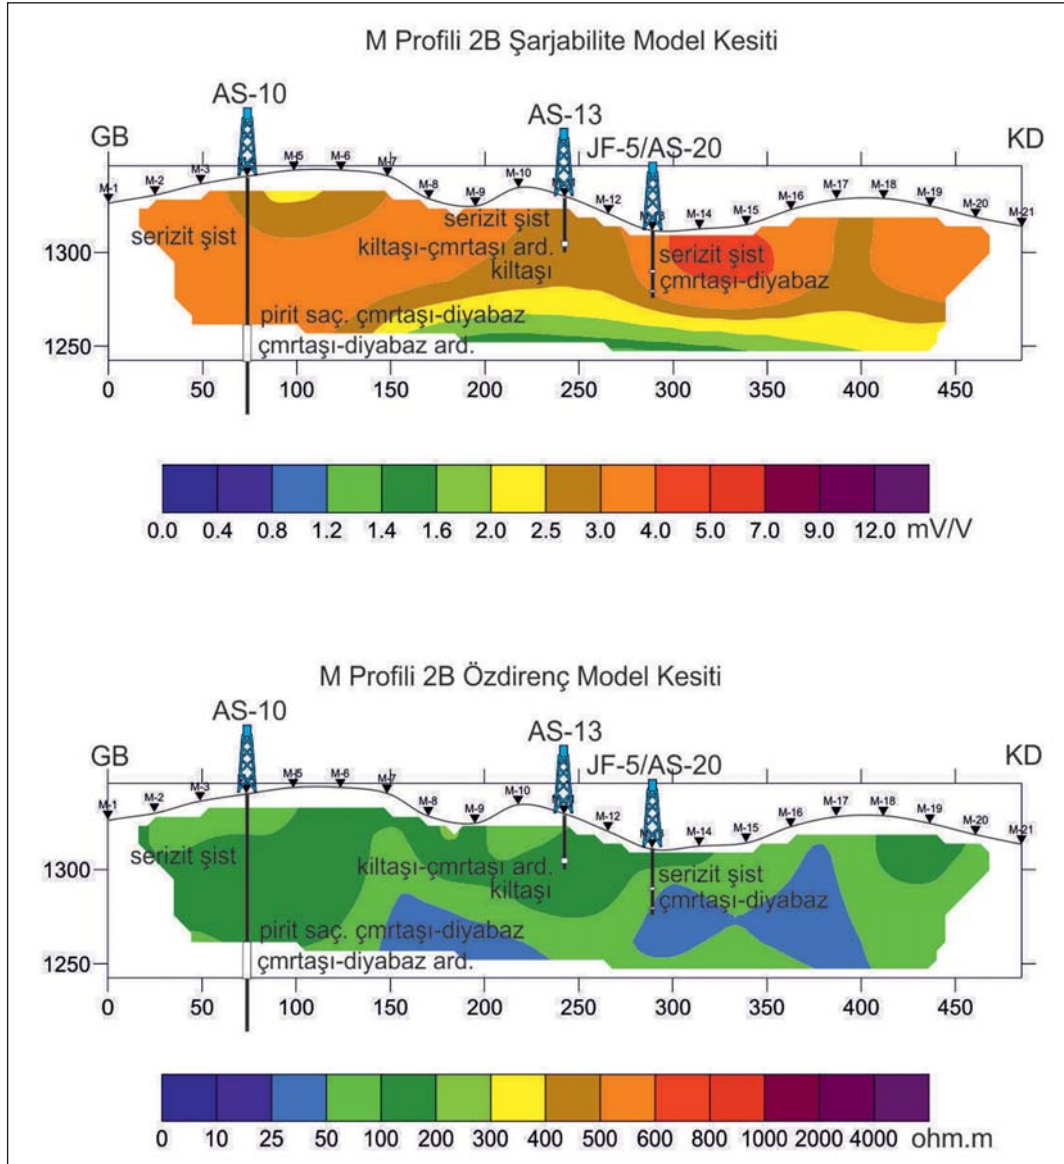 M Profili 2B Şarjabilite Model Kesiti
AS-10
AS-13
JF-5/AS-20
GB
KD
M-1 M-2 M-3 M-5 M-6 M-7 M-8 M-9 M-10 M-12 M-14 M-15 M-16 M-17 M-18 M-19 M-20 M-21
serizit şist
serizit şist
kiltaşı-çmrtaşı ard.
kiltaşı
serizit şist
çmrtaşı-diyabaz
pirit saç. çmrtaşı-diyabaz
çmrtaşı-diyabaz ard.
1300
1250
0 50 100 150 200 250 300 350 400 450
0.0 0.4 0.8 1.2 1.4 1.6 2.0 2.5 3.0 4.0 5.0 7.0 9.0 12.0 mV/V
M Profili 2B Özdirenç Model Kesiti
AS-10
AS-13
JF-5/AS-20
GB
KD
M-1 M-2 M-3 M-5 M-6 M-7 M-8 M-9 M-10 M-12 M-14 M-15 M-16 M-17 M-18 M-19 M-20 M-21
serizit şist
kiltaşı-çmrtaşı ard.
kiltaşı
serizit şist
çmrtaşı-diyabaz
pirit saç. çmrtaşı-diyabaz
çmrtaşı-diyabaz ard.
1300
1250
0 50 100 150 200 250 300 350 400 450
0 10 25 50 100 200 300 400 500 600 800 1000 2000 4000 ohm.m